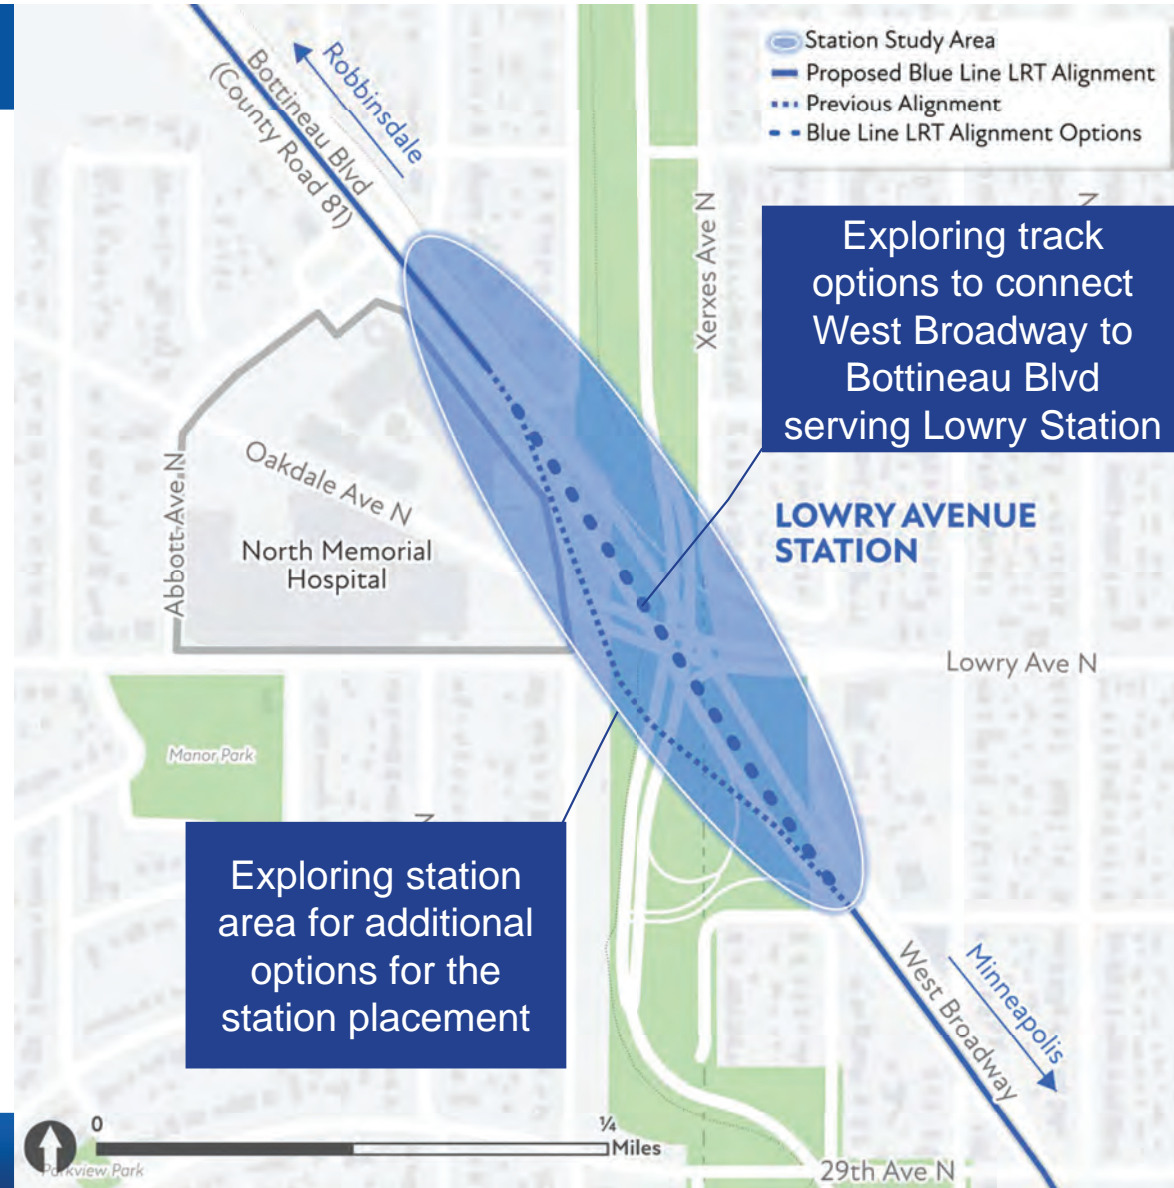 Station Study Area
Proposed Blue Line LRT Alignment
Previous Alignment
Blue Line LRT Alignment Options
Robbinsdale
Bottineau Blvd
(County Road 81)
Xerxes Ave N
N
Exploring track
options to connect
West Broadway to
Bottineau Blvd
serving Lowry Station
Abbott Ave N
Oakdale Ave N
North Memorial
Hospital
LOWRY AVENUE
STATION
Lowry Ave N
Manor Park
N
Exploring station
area for additional
options for the
station placement
West Broadway
Minneapolis
0
¼
Miles
Parkview Park
29th Ave N